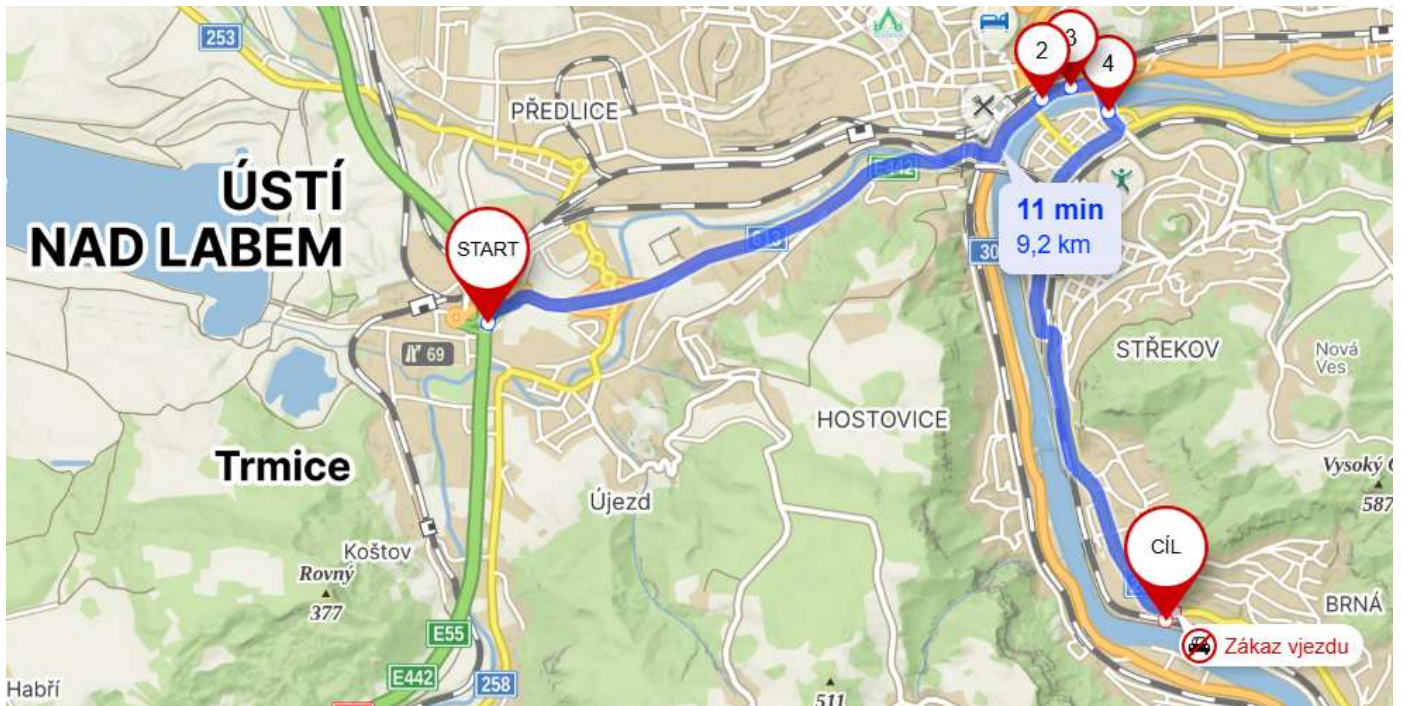 253
2
3
4
PŘEDLICE
ÚSTÍ
NAD LABEM
E442
11 min
9,2 km
613
START
30
69
STŘEKOV
Nová
Ves
HOSTOVICE
Trmice
Vysoký
587
Újezd
CÍL
Koštov
Rovný
377
BRNÁ
E55
Zákaz vjezdu
E442
258
Habří
511